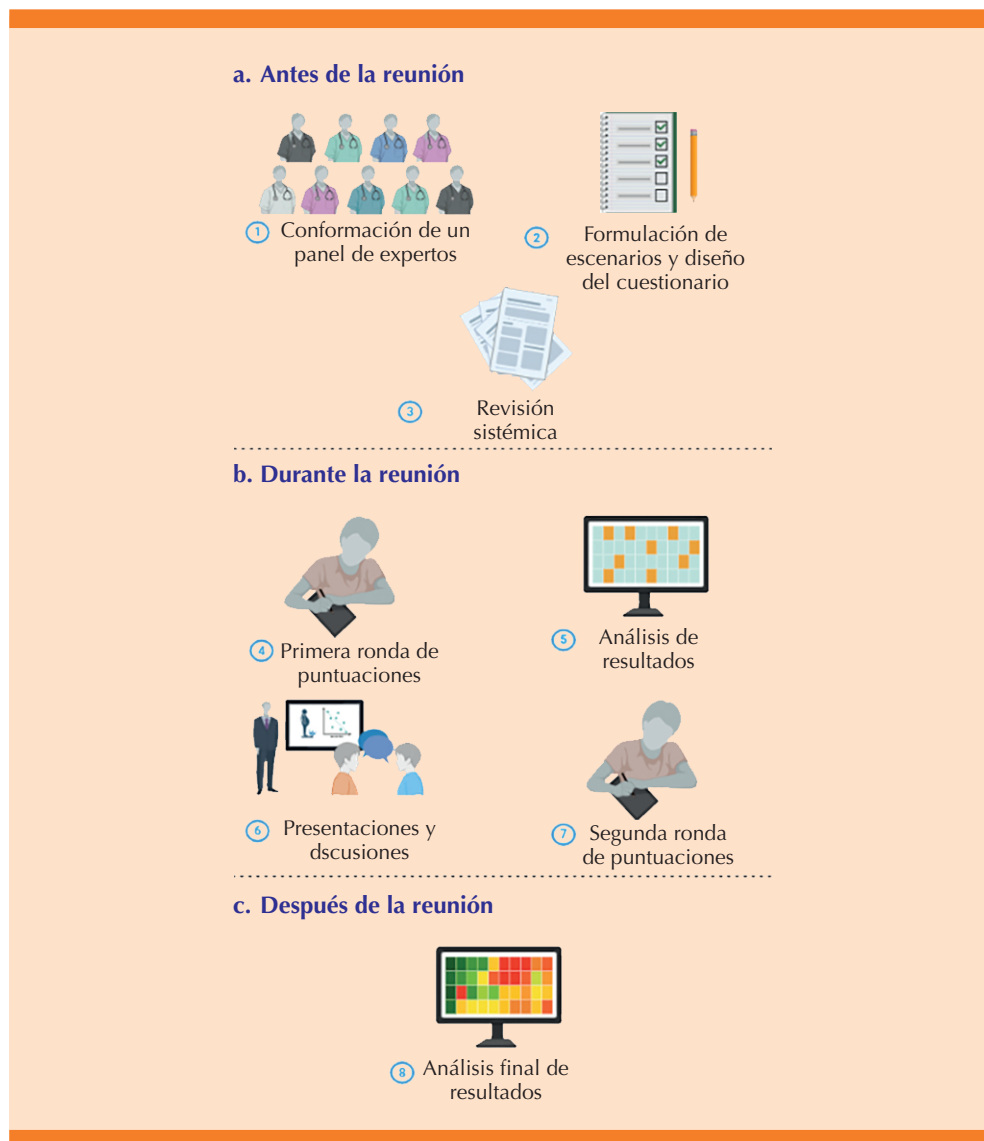 a. Antes de la reunión
1 Conformación de un
panel de expertos
2 Formulación de
escenarios y diseño
del cuestionario
3 Revisión
sistémica
b. Durante la reunión
4 Primera ronda de
puntuaciones
5 Análisis de
resultados
6 Presentaciones y
dscusiones
7 Segunda ronda
de puntuaciones
c. Después de la reunión
8 Análisis final de
resultados